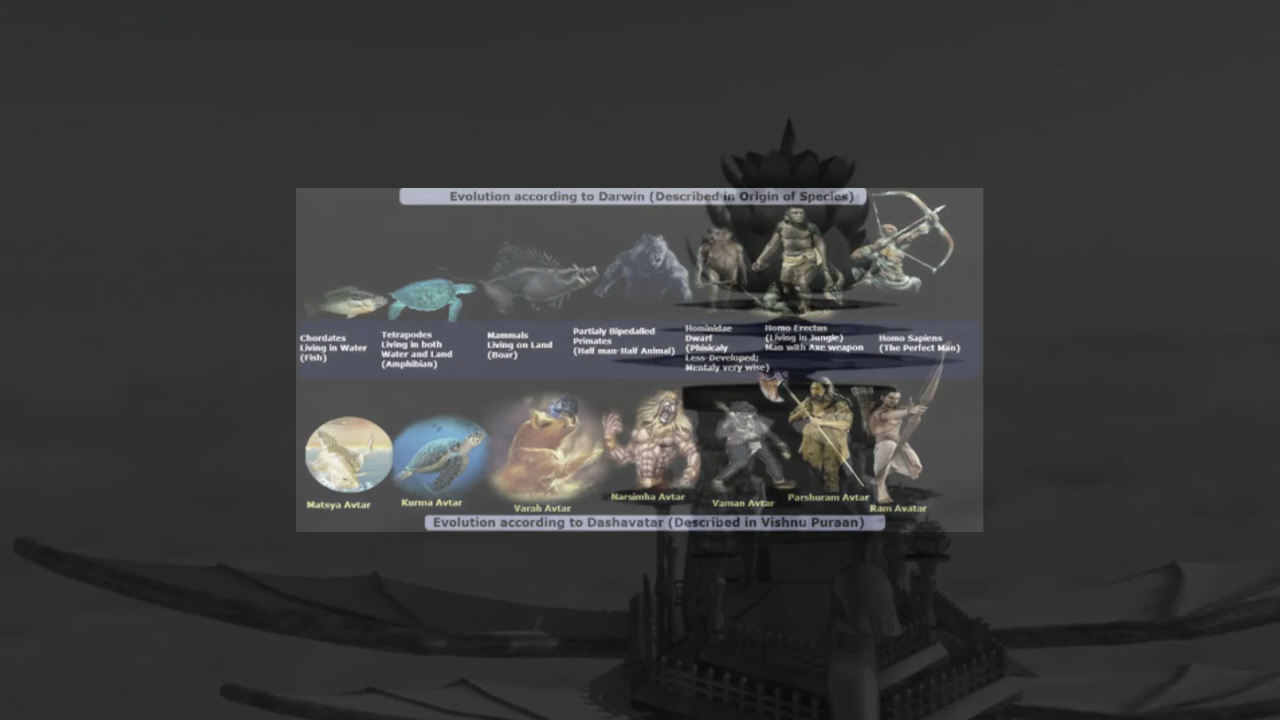 Evolution according to Darwin (Described in Origin of Species)
Chordates
Living in Water
(Fish)
Tetrapodes
Living in both
Water and Land
(Amphibian)
Mammals
Living on Land
(Boar)
Partialy Bipedalled
Primates
(Half man-Half Animal)
Hominidae
Dwarf
(Phisicaly
Less Developed;
Mentaly very wise)
Homo Erectus
(Living in Jungle)
Man with Axe weapon
Homo Sapiens
(The Perfect Man)
Matsya Avtar
Kurma Avtar
Varah Avtar
Narsimha Avtar
Vaman Avtar
Parshuram Avtar
Ram Avatar
Evolution according to Dashavatar (Described in Vishnu Puraan)